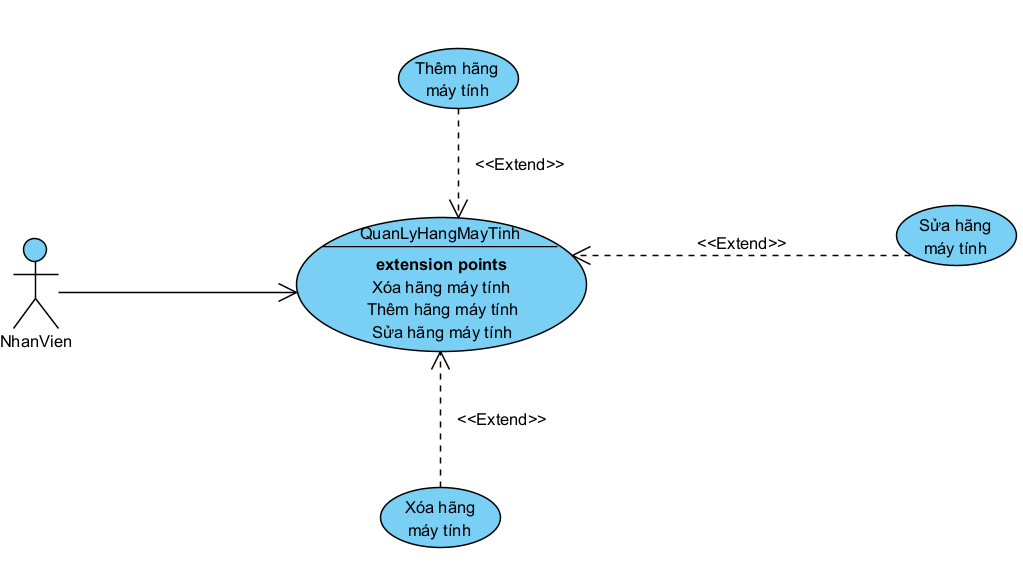 Thêm hãng
máy tính
<<Extend>>
Sửa hãng
máy tính
<<Extend>>
QuanLyHangMayTinh
extension points
Xóa hãng máy tính
Thêm hãng máy tính
Sửa hãng máy tính
NhanVien
<<Extend>>
Xóa hãng
máy tính